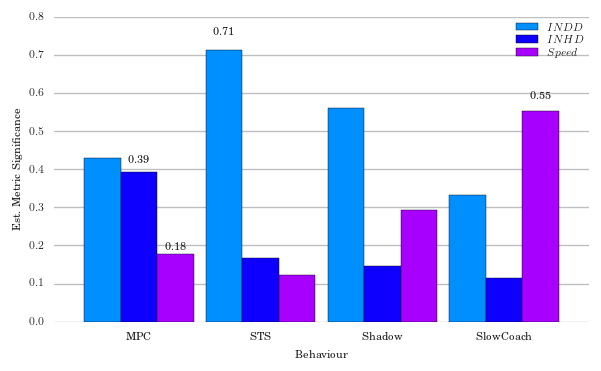 0.8
0.7
0.6
0.5
0.4
0.3
0.2
0.1
0.0
Est. Metric Significance
0.71
0.39
0.18
0.55
INDD
INHD
Speed
MPC STS Shadow SlowCoach
Behaviour